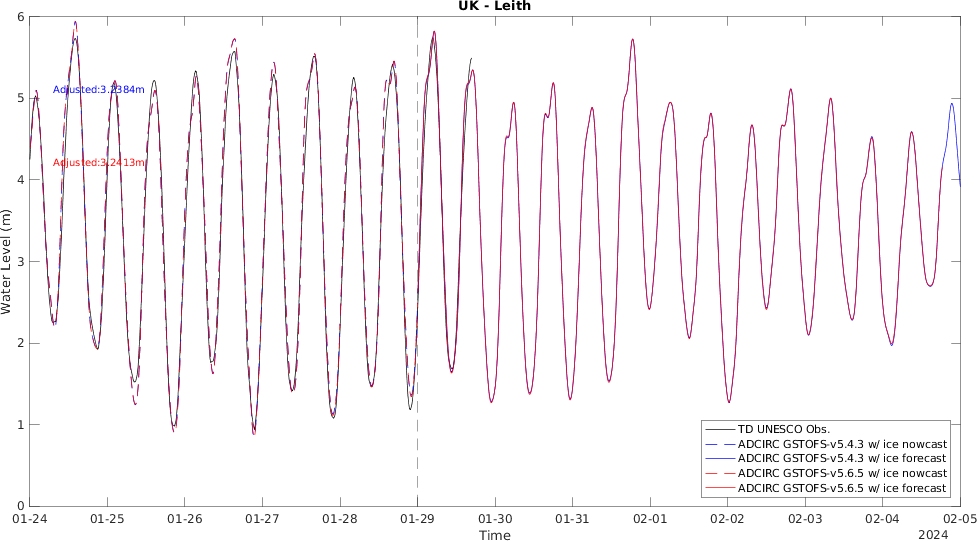 UK - Leith
6
5
4
3
2
1
0
Water Level (m)
Adjusted:3.2384m
Adjusted:3.2413m
TD UNESCO Obs.
ADCIRC GSTOFS-v5.4.3 w/ ice nowcast
ADCIRC GSTOFS-v5.4.3 w/ ice forecast
ADCIRC GSTOFS-v5.6.5 w/ ice nowcast
ADCIRC GSTOFS-v5.6.5 w/ ice forecast
01-24 01-25 01-26 01-27 01-28 01-29 01-30 01-31 02-01 02-02 02-03 02-04 02-05
Time
2024